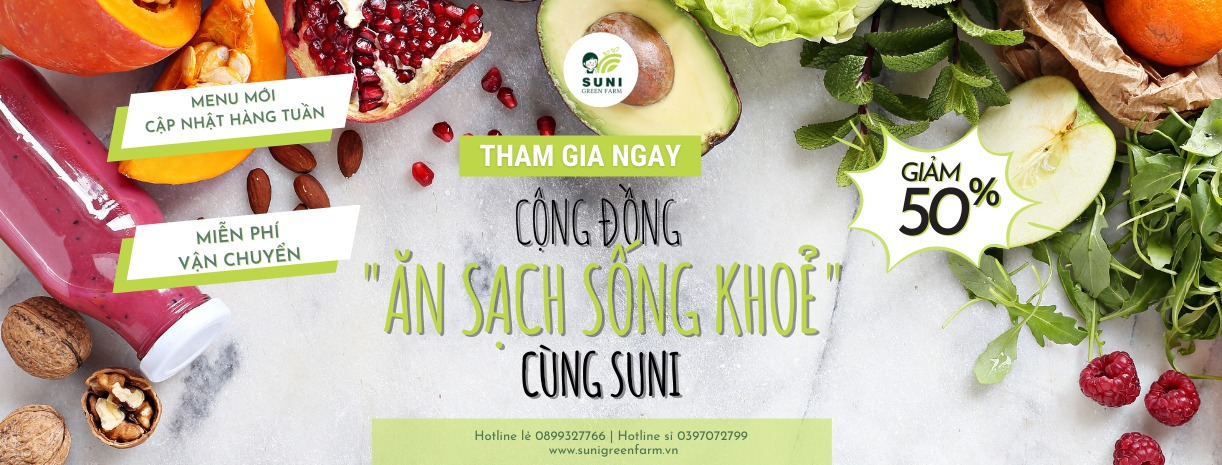 SUNI
GREEN FARM
MENU MỚI
CẬP NHẬT HÀNG TUẦN
MIỄN PHÍ
VẬN CHUYỂN
THAM GIA NGAY
CỘNG ĐỒNG
"ĂN SẠCH SỐNG KHOẺ"
CÙNG SUNI
GIẢM
50%
Hotline lẻ 0899327766 | Hotline sỉ 0397072799
www.sunigreenfarm.vn